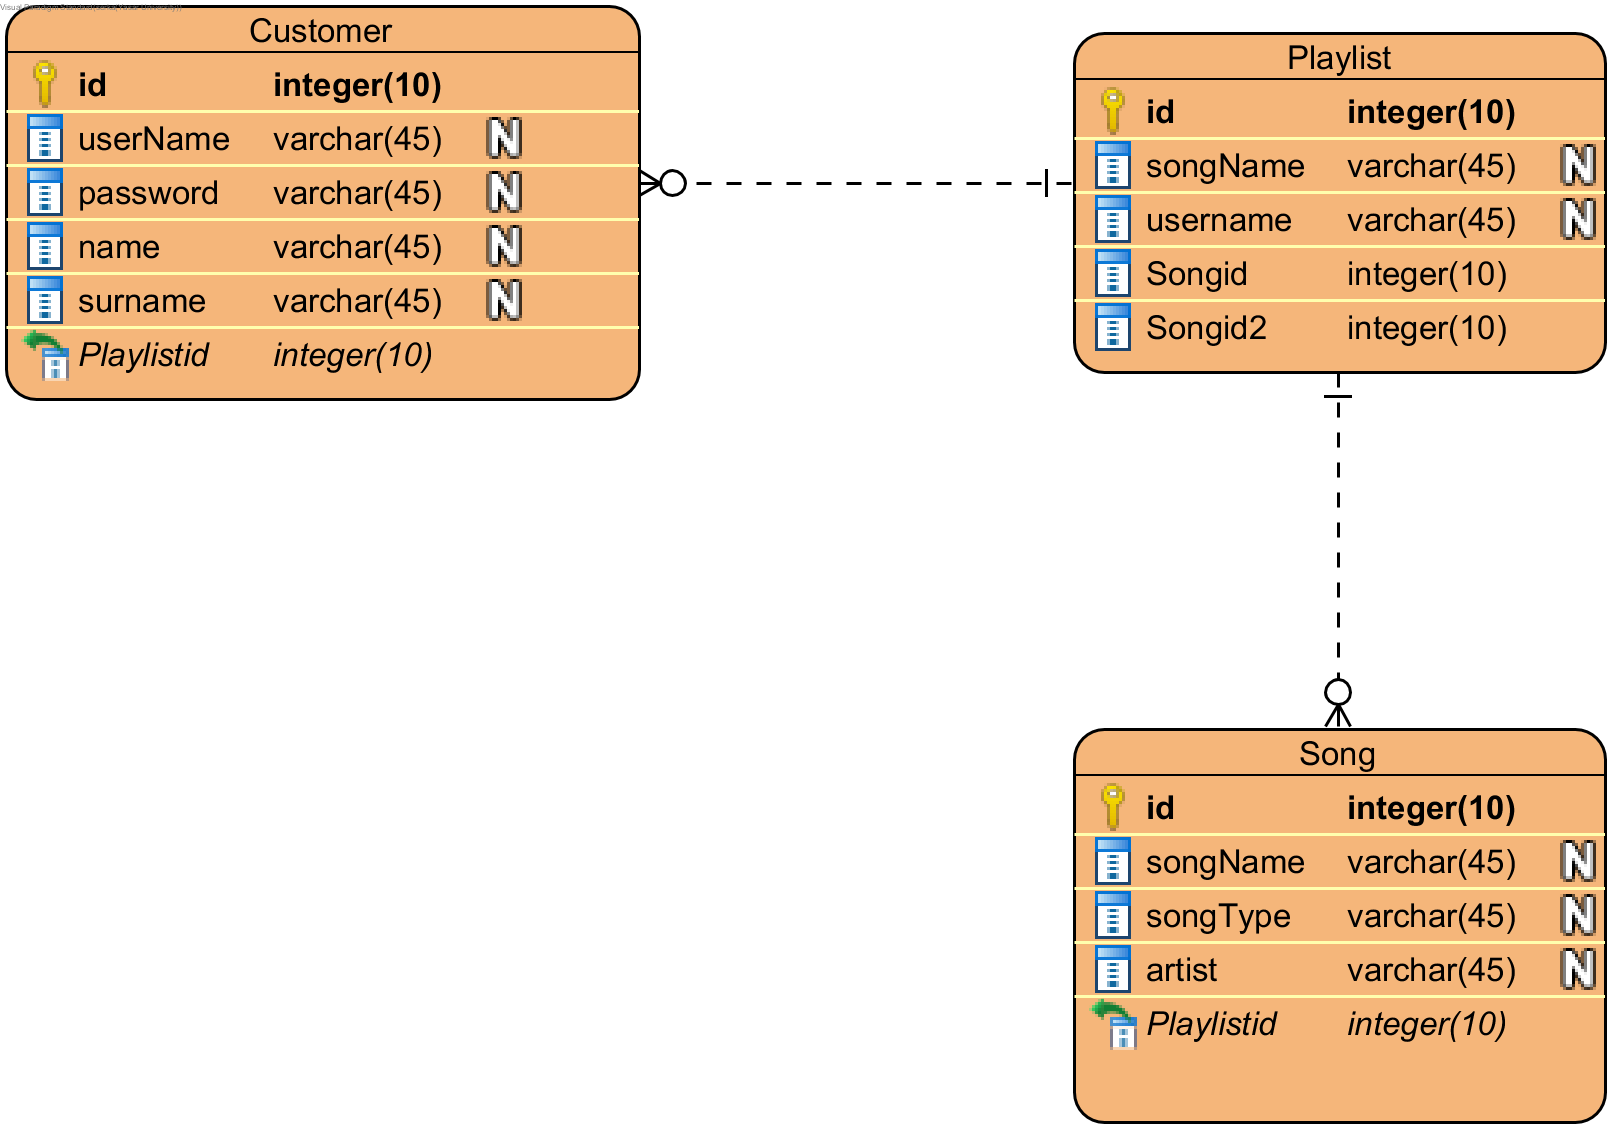 Customer
id integer(10)
userName varchar(45) N
password varchar(45) N
name varchar(45) N
surname varchar(45) N
Playlistid integer(10)
Playlist
id integer(10)
songName varchar(45) N
username varchar(45) N
Songid integer(10)
Songid2 integer(10)
Song
id integer(10)
songName varchar(45) N
songType varchar(45) N
artist varchar(45) N
Playlistid integer(10)